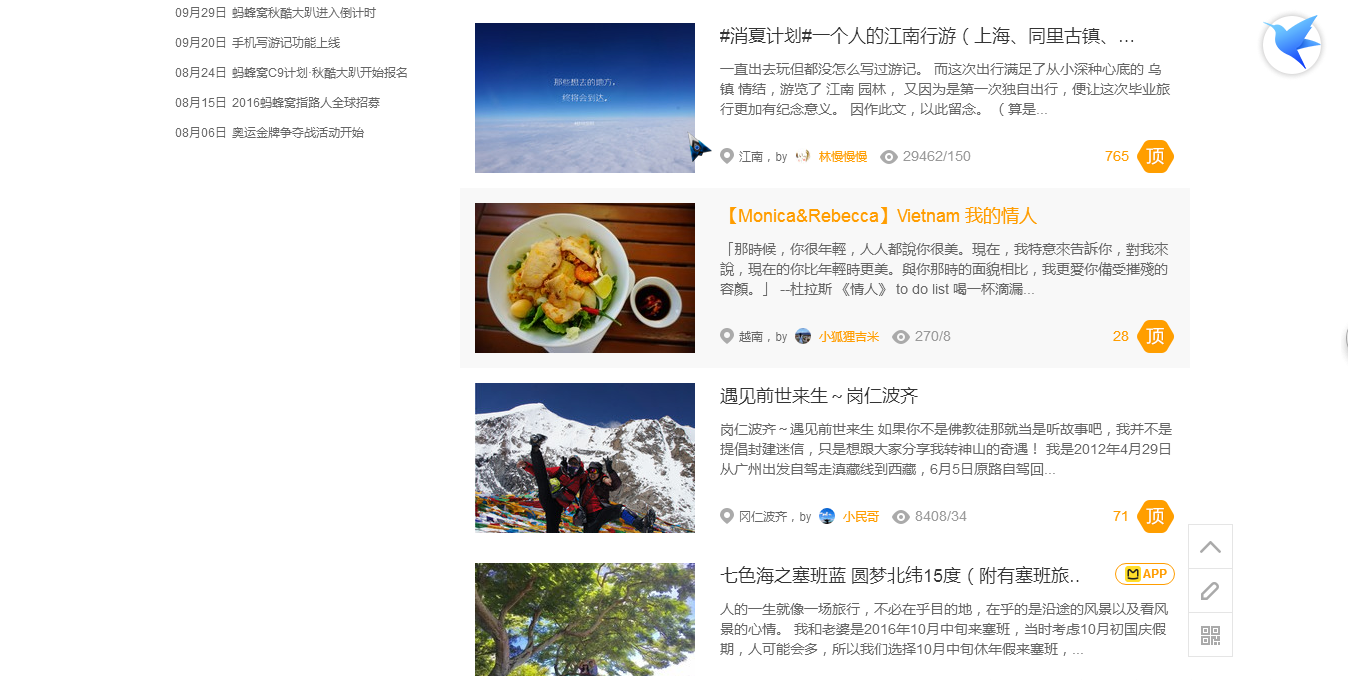 09月29日 蚂蜂窝秋酷大趴进入倒计时
09月20日 手机写游记功能上线
08月24日 蚂蜂窝C9计划·秋酷大趴开始报名
08月15日 2016蚂蜂窝指路人全球招募
08月06日 奥运金牌争夺战活动开始
那些想去的地方,
终将会到达。
#消夏计划#一个人的江南行游（上海、同里古镇、…
一直出去玩但都没怎么写过游记。 而这次出行满足了从小深种心底的 乌
镇 情结，游览了 江南 园林， 又因为是第一次独自出行，便让这次毕业旅
行更加有纪念意义。 因作此文，以此留念。 （ 算是...
江南，by 林慢慢慢 29462/150
765 顶
【Monica&Rebecca】Vietnam 我的情人
「那時候，你很年輕，人人都說你很美。現在，我特意來告訴你，對我來
說，現在的你比年輕時更美。與你那時的面貌相比，我更愛你備受摧殘的
容顏。」 --杜拉斯 《情人》 to do list 喝一杯滴漏...
越南，by 小狐狸吉米 270/8
28 顶
遇见前世来生～岗仁波齐
岗仁波齐～遇见前世来生 如果你不是佛教徒那就当是听故事吧，我并不是
提倡封建迷信，只是想跟大家分享我转神山的奇遇！ 我是2012年4月29日
从广州出发自驾走滇藏线到西藏，6月5日原路自驾回...
冈仁波齐，by 小民哥 8408/34
71 顶
七色海之塞班蓝 圆梦北纬15度（附有塞班旅..
APP
人的一生就像一场旅行，不必在乎目的地，在乎的是沿途的风景以及看风
景的心情。 我和老婆是2016年10月中旬来塞班，当时考虑10月初国庆假
期，人可能会多，所以我们选择10月中旬休年假来塞班，...